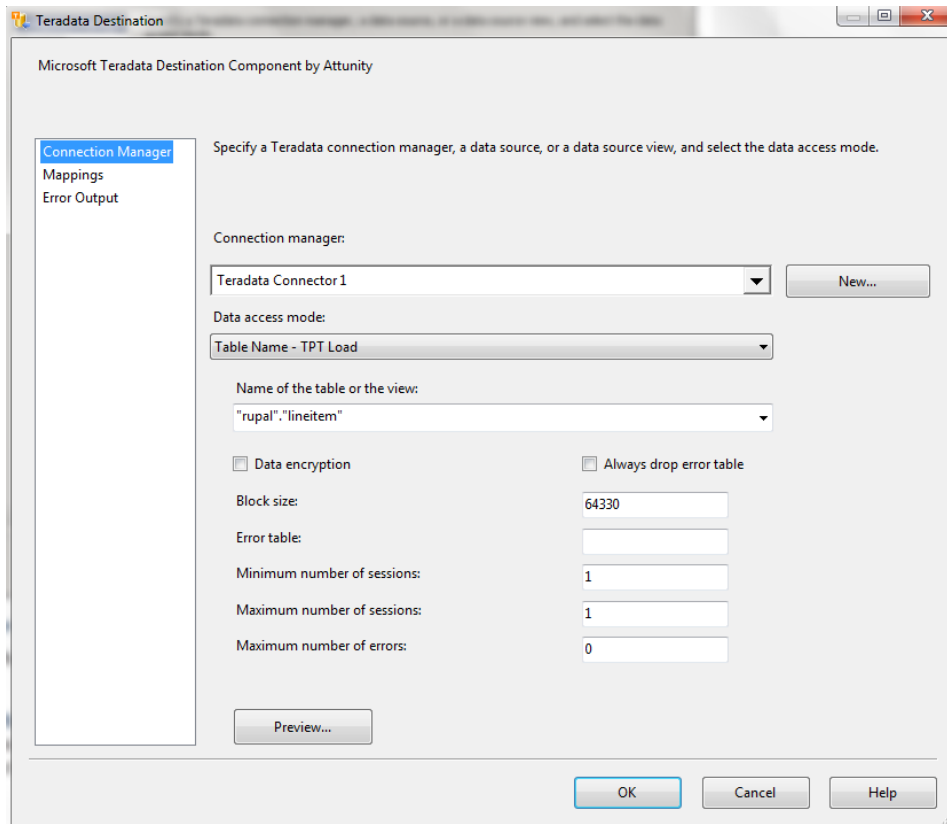 Teradata Destination
Microsoft Teradata Destination Component by Attunity
Connection Manager
Mappings
Error Output
Specify a Teradata connection manager, a data source, or a data source view, and select the data access mode.
Connection manager:
Teradata Connector 1
New...
Data access mode:
Table Name - TPT Load
Name of the table or the view:
"rupal"."lineitem"
Data encryption
Always drop error table
Block size:
64330
Error table:
Minimum number of sessions:
1
Maximum number of sessions:
1
Maximum number of errors:
0
Preview...
OK
Cancel
Help